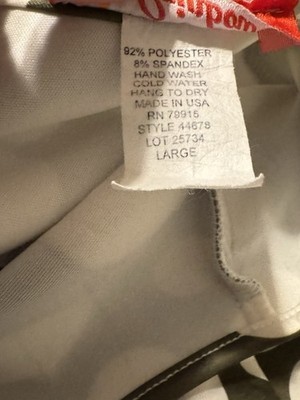 92% POLYESTER
8% SPANDEX
HAND WASH
COLD WATER
HANG TO DRY
MADE IN USA
RN 79915
STYLE 44678
LOT 25734
LARGE